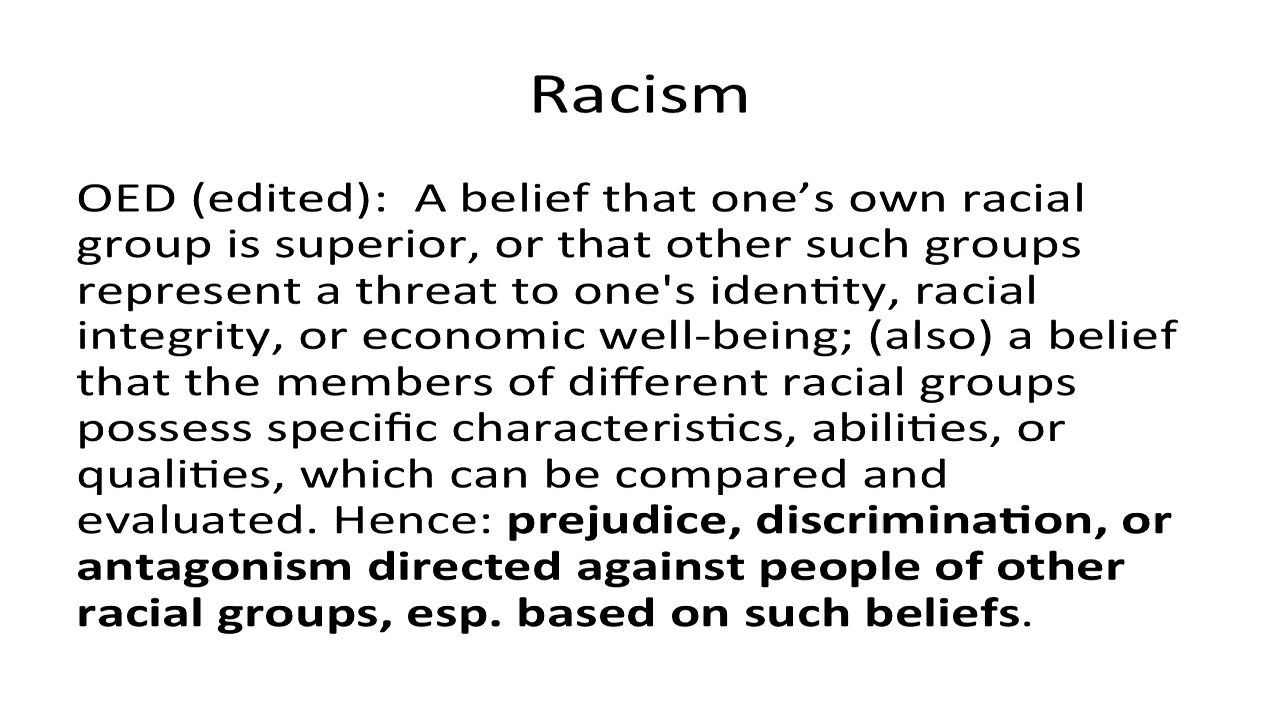 Racism
OED (edited):  A belief that one’s own racial
group is superior, or that other such groups
represent a threat to one's identity, racial
integrity, or economic well-being; (also) a belief
that the members of different racial groups
possess specific characteristics, abilities, or
qualities, which can be compared and
evaluated. Hence: prejudice, discrimination, or
antagonism directed against people of other
racial groups, esp. based on such beliefs.